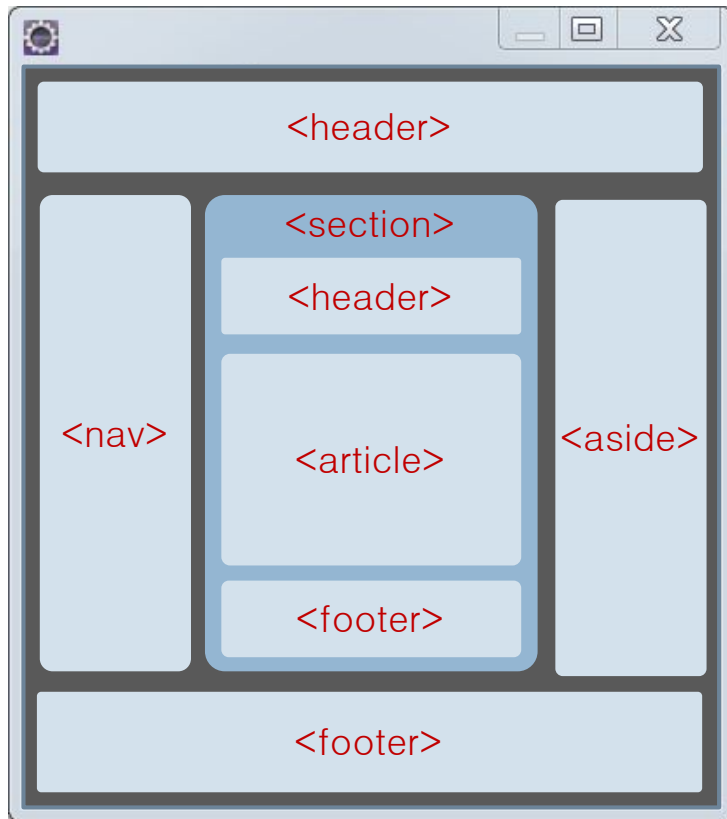 <header>
<nav>
<section>
<header>
<article>
<footer>
<aside>
<footer>